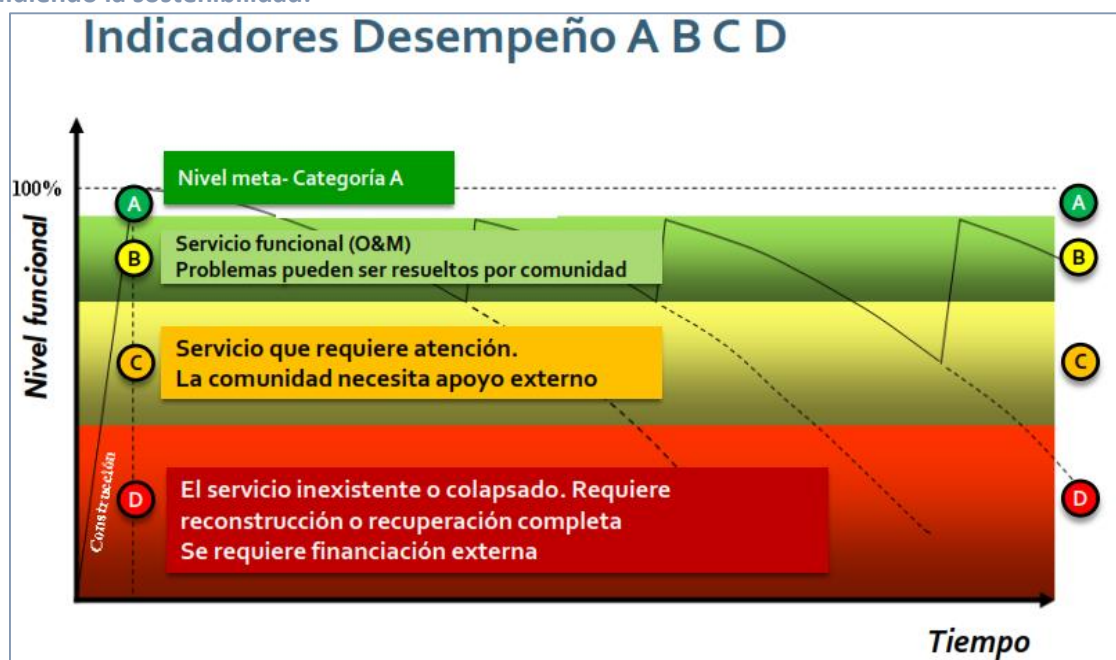 Indicadores Desempeño A B C D
100%
Nivel funcional
A
Nivel meta- Categoría A
A
B
Servicio funcional (O&M)
Problemas pueden ser resueltos por comunidad
B
C
Servicio que requiere atención.
La comunidad necesita apoyo externo
C
Construcción
D
El servicio inexistente o colapsado. Requiere
reconstrucción o recuperación completa
Se requiere financiación externa
D
Tiempo